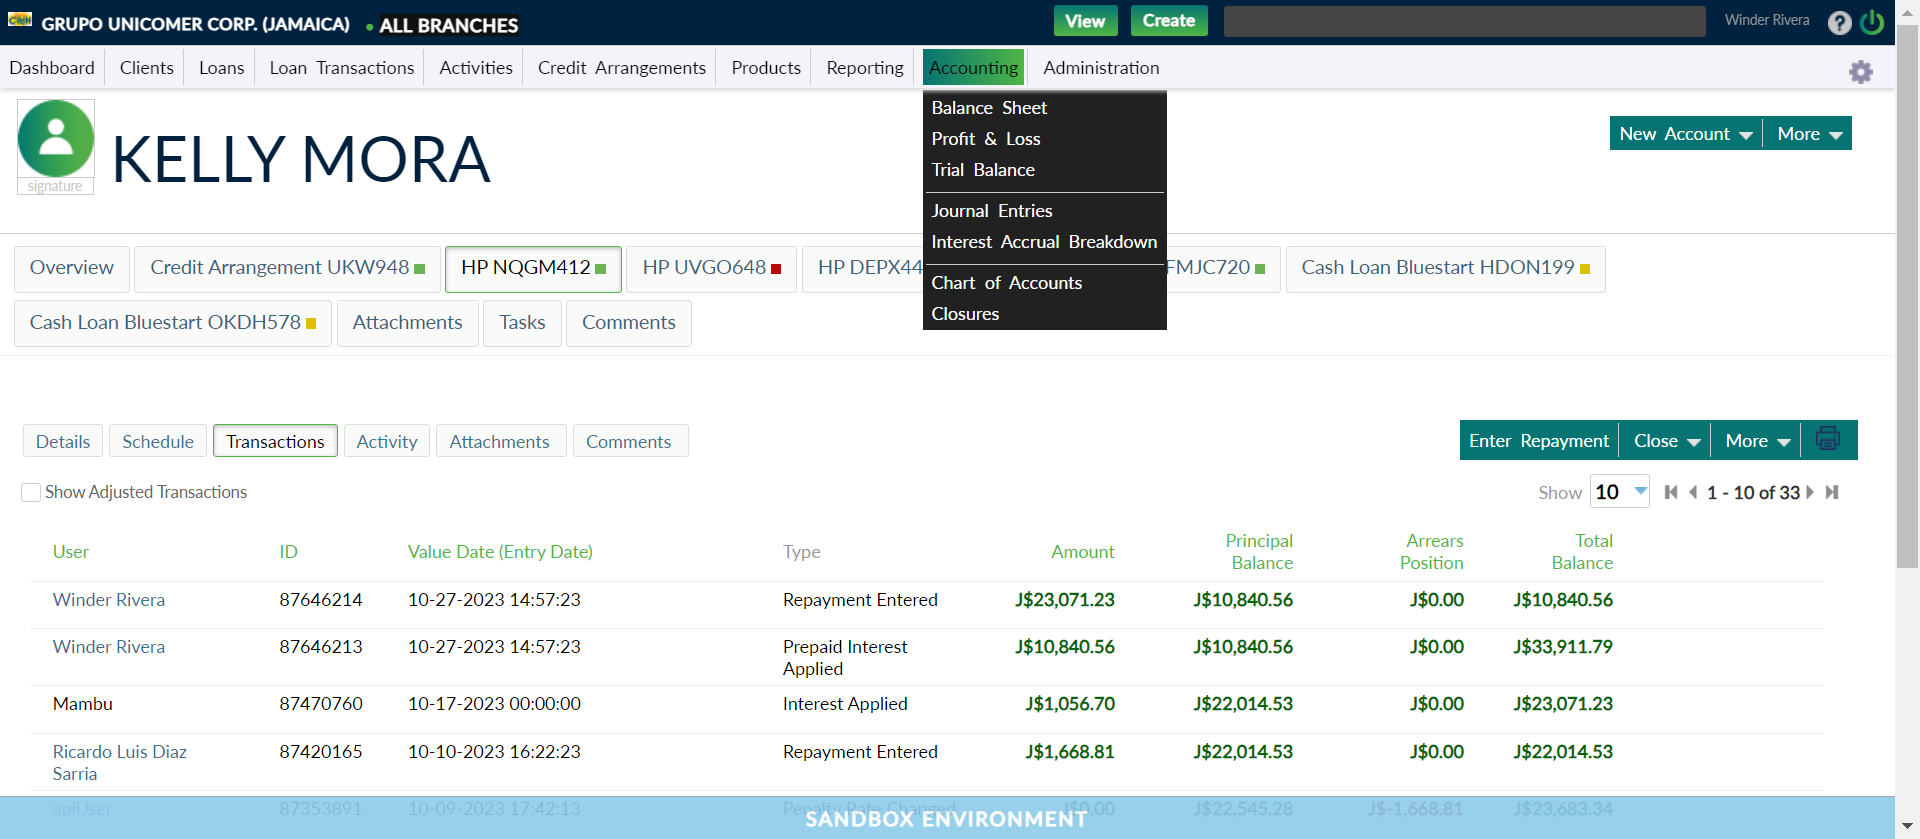 GRUPO UNICOMER CORP. (JAMAICA) ● ALL BRANCHES View Create Winder Rivera ?
Dashboard Clients Loans Loan Transactions Activities Credit Arrangements Products Reporting Accounting Administration
Balance Sheet
Profit & Loss
Trial Balance
Journal Entries
Interest Accrual Breakdown
Chart of Accounts
Closures
signature
KELLY MORA
New Account More
Overview Credit Arrangement UKW948 HP NQGM412 HP UVGO648 HP DEPX44 FMJC720 Cash Loan Bluestart HDON199
Cash Loan Bluestart OKDH578 Attachments Tasks Comments
Details Schedule Transactions Activity Attachments Comments
Enter Repayment Close More
Show Adjusted Transactions
Show 10 1 - 10 of 33
User ID Value Date (Entry Date) Type Amount Principal Balance Arrears Position Total Balance
Winder Rivera 87646214 10-27-2023 14:57:23 Repayment Entered J$23,071.23 J$10,840.56 J$0.00 J$10,840.56
Winder Rivera 87646213 10-27-2023 14:57:23 Prepaid Interest Applied J$10,840.56 J$10,840.56 J$0.00 J$33,911.79
Mambu 87470760 10-17-2023 00:00:00 Interest Applied J$1,056.70 J$22,014.53 J$0.00 J$23,071.23
Ricardo Luis Diaz Sarria 87420165 10-10-2023 16:22:23 Repayment Entered J$1,668.81 J$22,014.53 J$0.00 J$22,014.53
apiUser 87353891 10-09-2023 17:42:13 Penalty Rate Changed J$0.00 J$22,545.28 J$-1,668.81 J$23,683.34
SANDBOX ENVIRONMENT